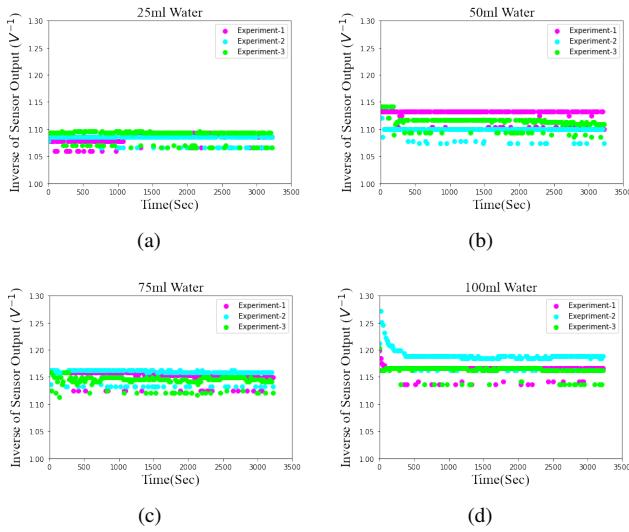 25ml Water
Inverse of Sensor Output (V⁻¹)
1.30
1.25
1.20
1.15
1.10
1.05
1.00
Experiment-1
Experiment-2
Experiment-3
0 500 1000 1500 2000 2500 3000 3500
Time(Sec)
(a)
50ml Water
Inverse of Sensor Output (V⁻¹)
1.30
1.25
1.20
1.15
1.10
1.05
1.00
Experiment-1
Experiment-2
Experiment-3
0 500 1000 1500 2000 2500 3000 3500
Time(Sec)
(b)
75ml Water
Inverse of Sensor Output (V⁻¹)
1.30
1.25
1.20
1.15
1.10
1.05
1.00
Experiment-1
Experiment-2
Experiment-3
0 500 1000 1500 2000 2500 3000 3500
Time(Sec)
(c)
100ml Water
Inverse of Sensor Output (V⁻¹)
1.30
1.25
1.20
1.15
1.10
1.05
1.00
Experiment-1
Experiment-2
Experiment-3
0 500 1000 1500 2000 2500 3000 3500
Time(Sec)
(d)